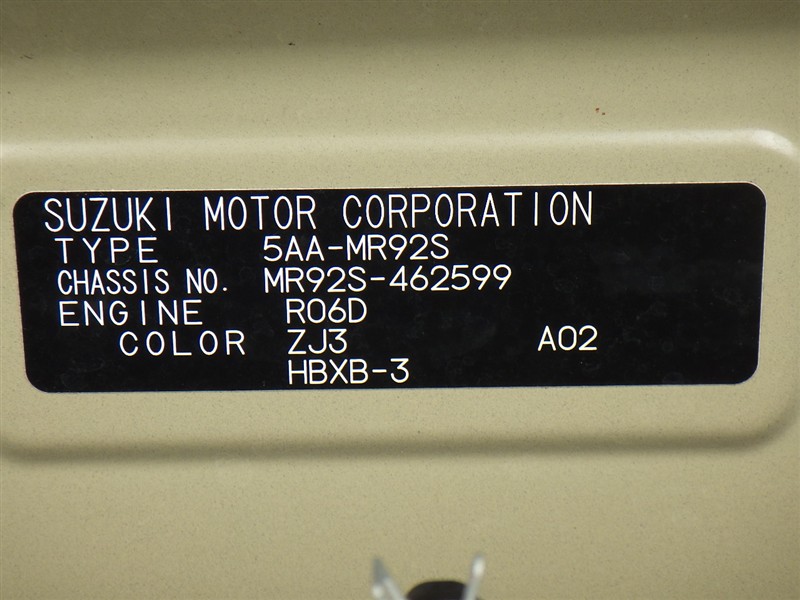 SUZUKI MOTOR CORPORATION
TYPE 5AA-MR92S
CHASSIS NO. MR92S-462599
ENGINE R06D
COLOR ZJ3 A02
HBXB-3